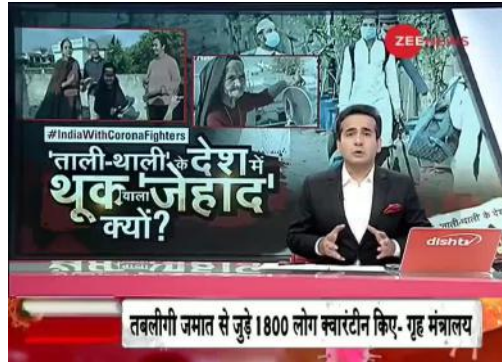 ZEE NEWS
#IndiaWithCoronaFighters
'ताली-थाली' के देश में
थूक वाला 'जेहाद'
क्यों?
dishtv
तबलीगी जमात से जुड़े 1800 लोग क्वारंटीन किए- गृह मंत्रालय